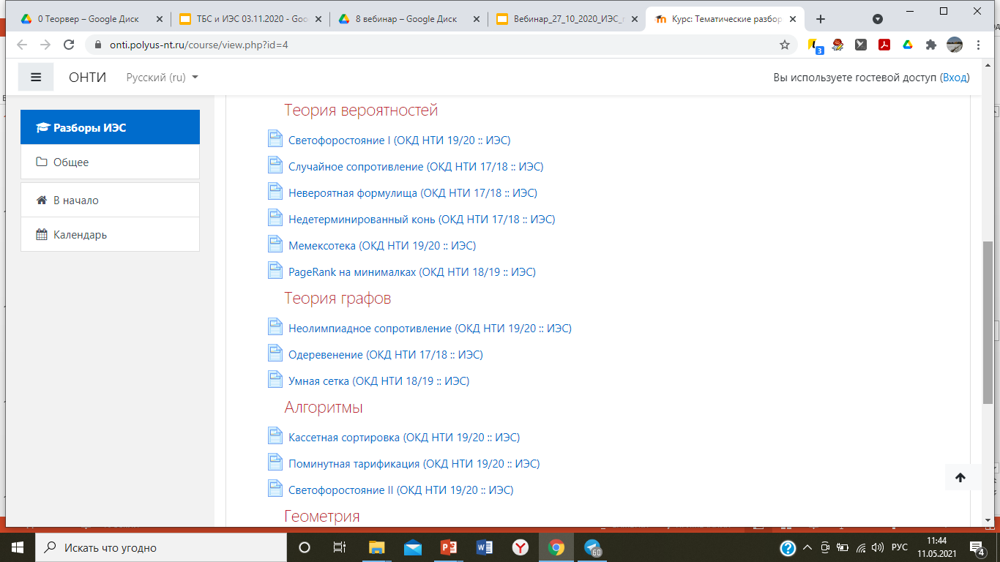 0 Теорвер – Google Диск
ТБС и ИЭС 03.11.2020 - Goo
8 вебинар – Google Диск
Вебинар_27_10_2020_ИЭС_
Курс: Тематические разбор
onti.polyus-nt.ru/course/view.php?id=4
3
ОНТИ
Русский (ru)
Вы используете гостевой доступ (Вход)
Разборы ИЭС
Общее
В начало
Календарь
Теория вероятностей
Светофоростояние I (ОКД НТИ 19/20 :: ИЭС)
Случайное сопротивление (ОКД НТИ 17/18 :: ИЭС)
Невероятная формулища (ОКД НТИ 17/18 :: ИЭС)
Недетерминированный конь (ОКД НТИ 17/18 :: ИЭС)
Мемексотека (ОКД НТИ 19/20 :: ИЭС)
PageRank на минималках (ОКД НТИ 18/19 :: ИЭС)
Теория графов
Неолимпиадное сопротивление (ОКД НТИ 19/20 :: ИЭС)
Одеревенение (ОКД НТИ 17/18 :: ИЭС)
Умная сетка (ОКД НТИ 18/19 :: ИЭС)
Алгоритмы
Кассетная сортировка (ОКД НТИ 19/20 :: ИЭС)
Поминутная тарификация (ОКД НТИ 19/20 :: ИЭС)
Светофоростояние II (ОКД НТИ 19/20 :: ИЭС)
Геометрия
Искать что угодно
60
РУС
11:44
11.05.2021
4